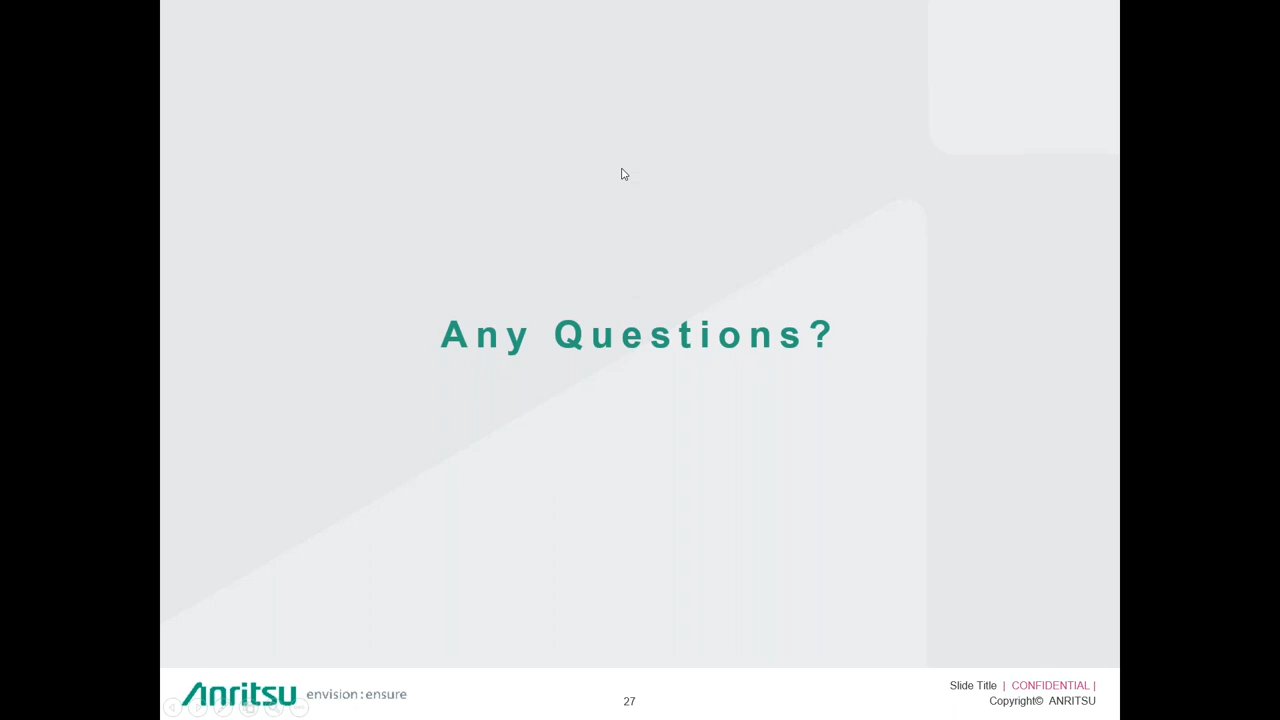 Any Questions?
Anritsu envision : ensure
27
Slide Title | CONFIDENTIAL |
Copyright© ANRITSU